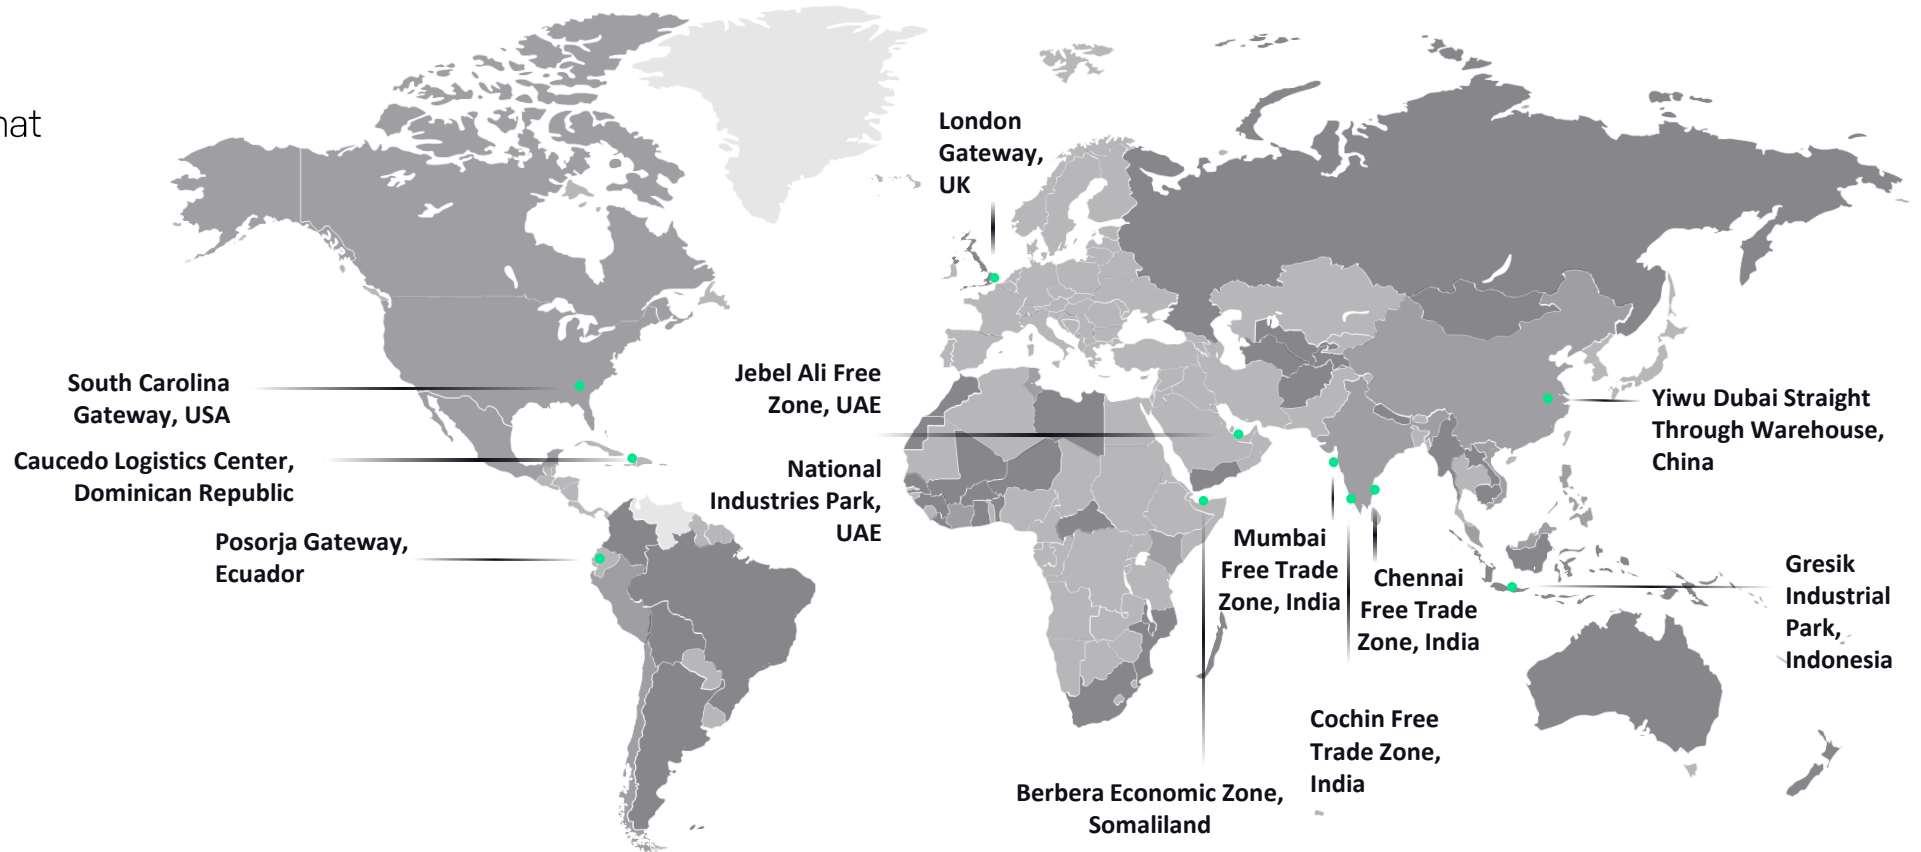 London
Gateway,
UK
South Carolina
Gateway, USA
Caucedo Logistics Center,
Dominican Republic
Posorja Gateway,
Ecuador
Jebel Ali Free
Zone, UAE
National
Industries Park,
UAE
Mumbai
Free Trade
Zone, India
Chennai
Free Trade
Zone, India
Cochin Free
Trade Zone,
India
Berbera Economic Zone,
Somaliland
Yiwu Dubai Straight
Through Warehouse,
China
Gresik
Industrial
Park,
Indonesia